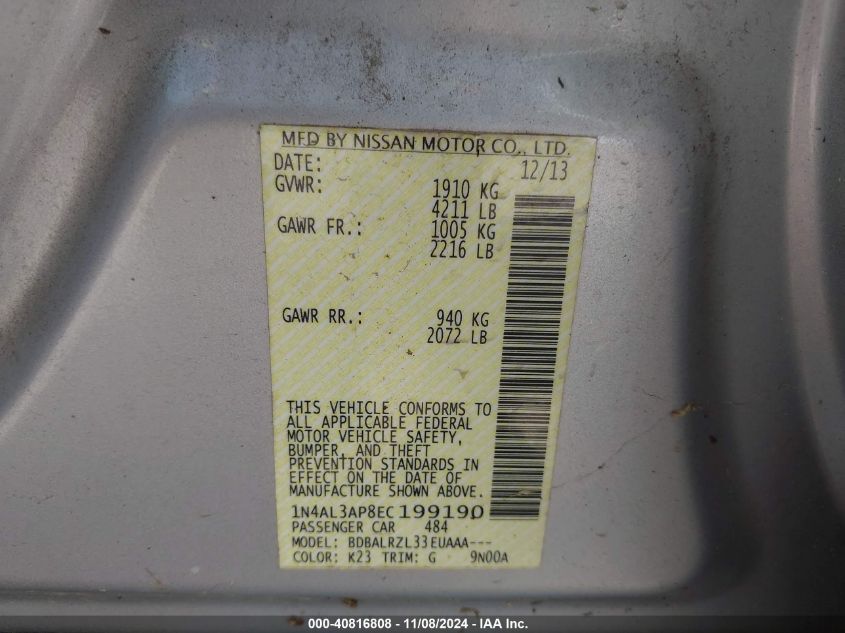 MFD BY NISSAN MOTOR CO., LTD.
DATE: 12/13
GVWR: 1910 KG
4211 LB
GAWR FR.: 1005 KG
2216 LB
GAWR RR.: 940 KG
2072 LB
THIS VEHICLE CONFORMS TO
ALL APPLICABLE FEDERAL
MOTOR VEHICLE SAFETY,
BUMPER, AND THEFT
PREVENTION STANDARDS IN
EFFECT ON THE DATE OF
MANUFACTURE SHOWN ABOVE.
1N4AL3AP8EC199190
PASSENGER CAR 484
MODEL: BDBALRZL33EUAAA---
COLOR: K23 TRIM: G 9N00A
000-40816808 - 11/08/2024 - IAA Inc.